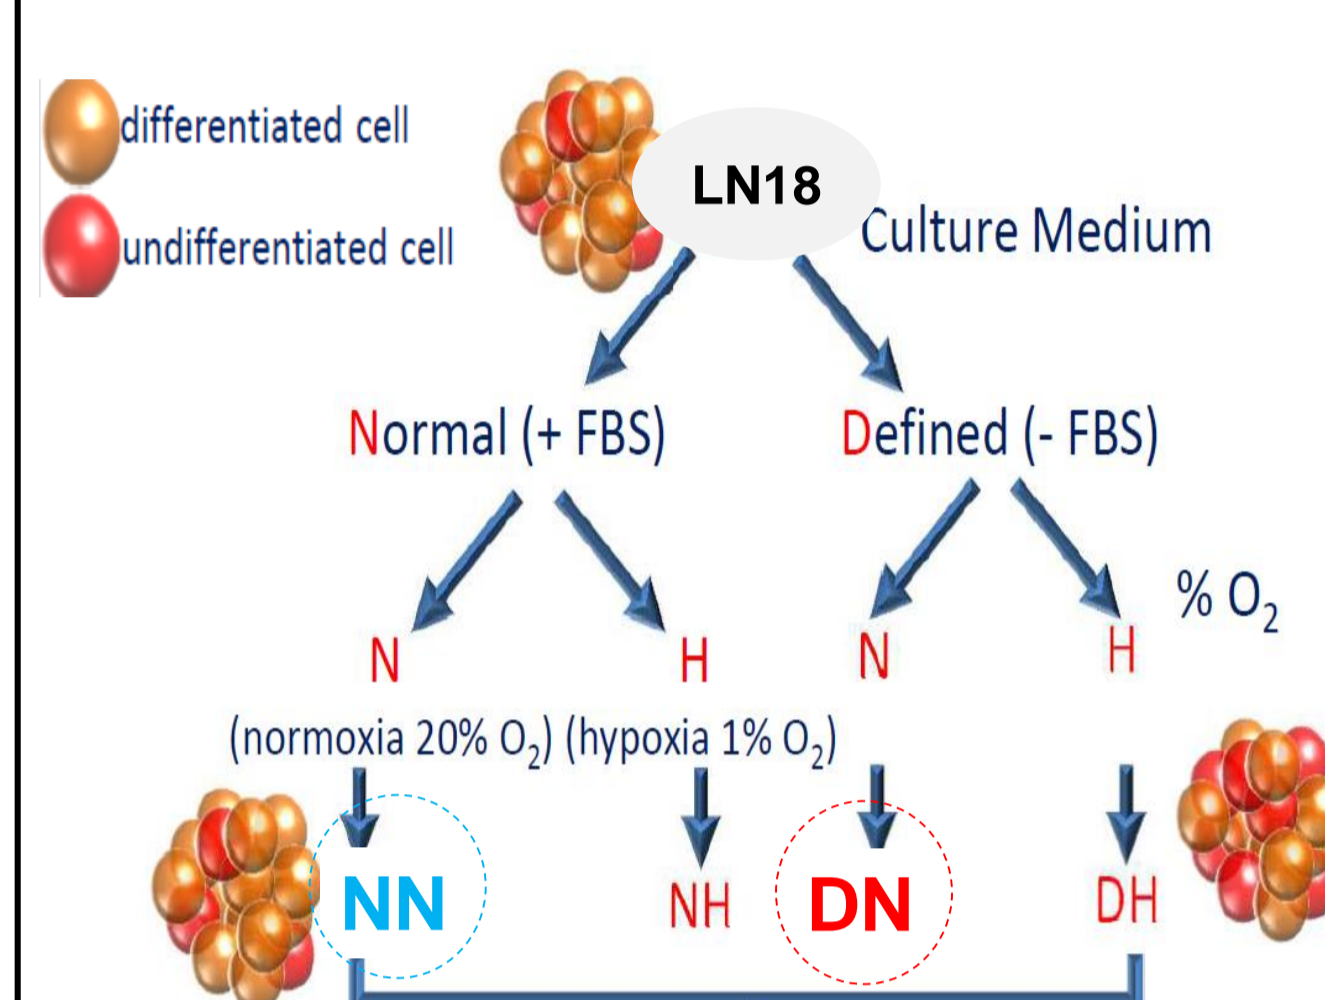 differentiated cell
undifferentiated cell
LN18
Culture Medium
Normal (+ FBS)
Defined (- FBS)
N
H
N
H
% O₂
(normoxia 20% O₂) (hypoxia 1% O₂)
NN
NH
DN
DH